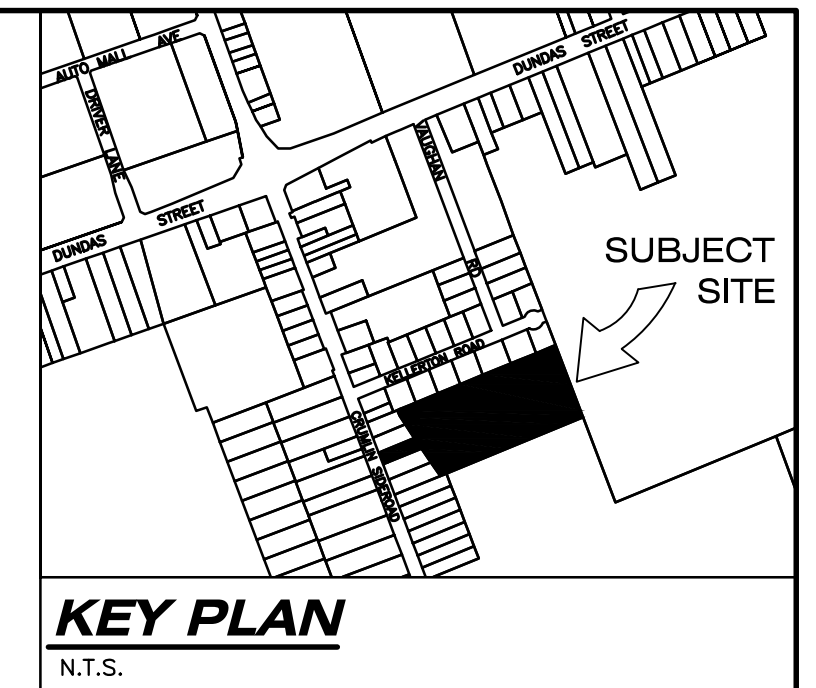 AUTO MALL AVE
DRIVER LANE
DUNDAS STREET
VAUGHAN RD
DUNDAS STREET
SUBJECT
SITE
KELLERTON ROAD
CRUMLIN SIDEROAD
KEY PLAN
N.T.S.